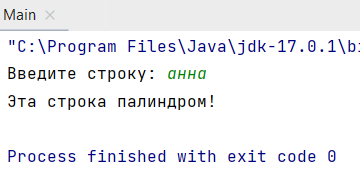 Main
"C:\Program Files\Java\jdk-17.0.1\bi
Введите строку: анна
Эта строка палиндром!
Process finished with exit code 0